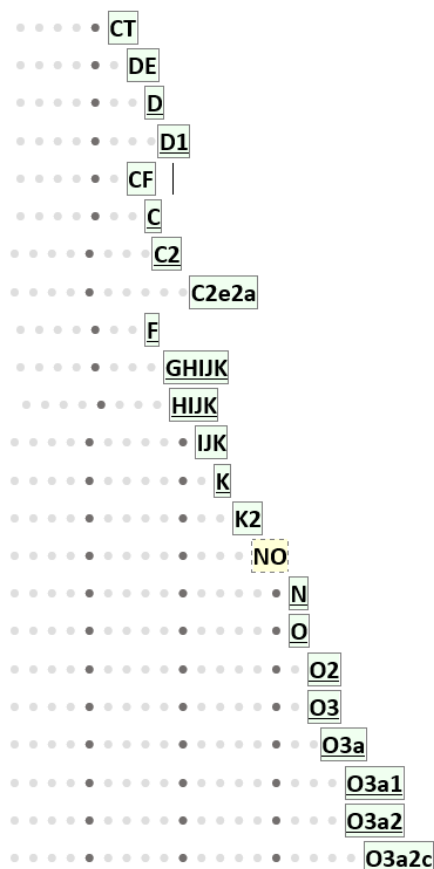 CT
DE
D
D1
CF
C
C2
C2e2a
F
GHIJK
HIJK
IJK
K
K2
NO
N
O
O2
O3
O3a
O3a1
O3a2
O3a2c